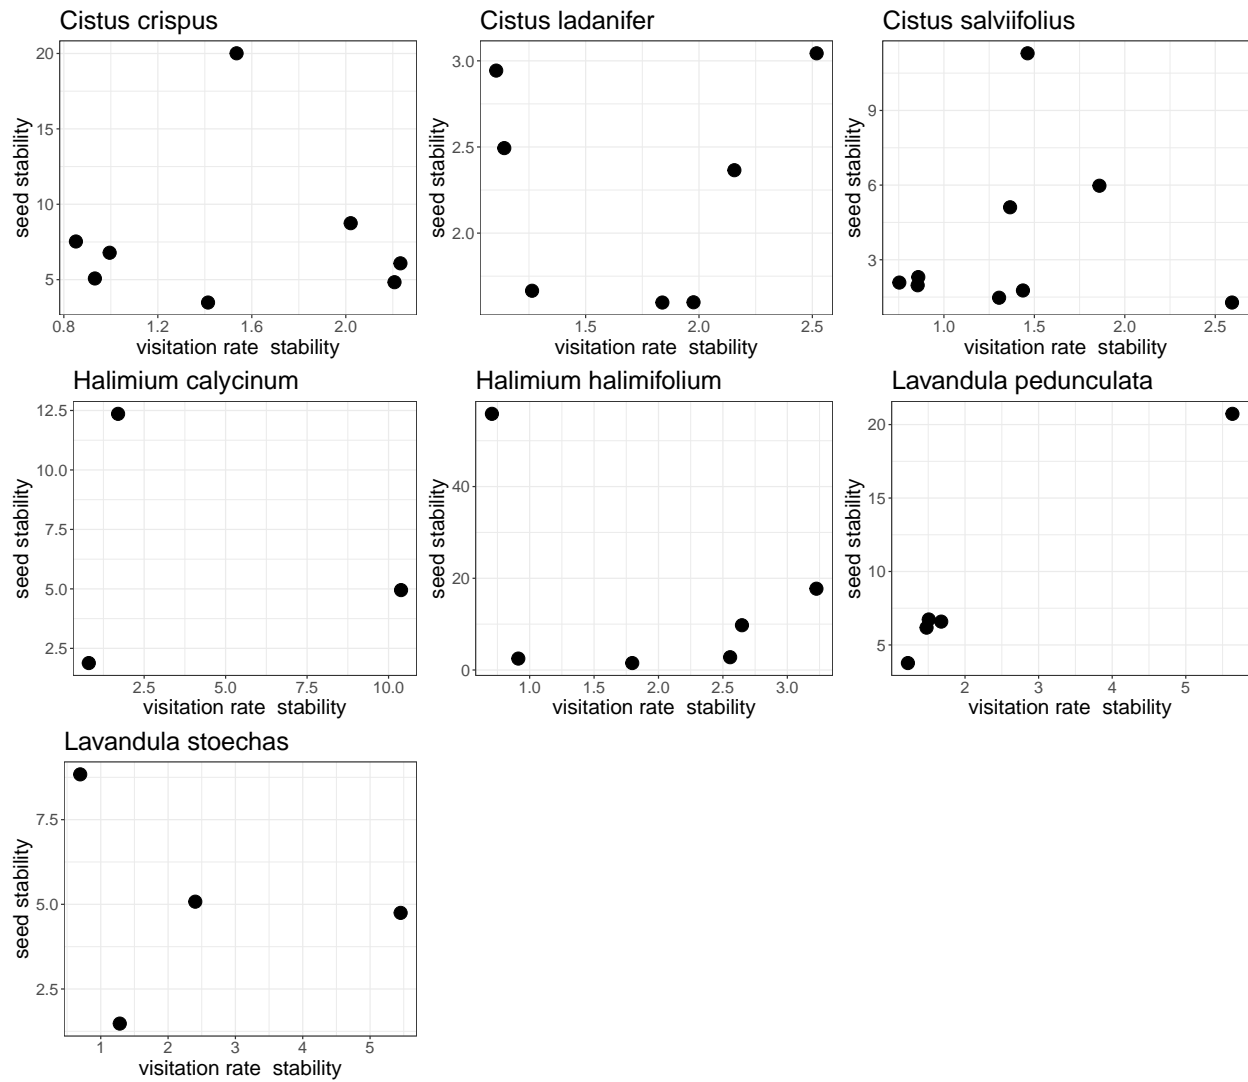 Cistus crispus
20
15
10
5
seed stability
0.8 1.2 1.6 2.0
visitation rate  stability
Cistus ladanifer
3.0
2.5
2.0
seed stability
1.5 2.0 2.5
visitation rate  stability
Cistus salviifolius
9
6
3
seed stability
1.0 1.5 2.0 2.5
visitation rate  stability
Halimium calycinum
12.5
10.0
7.5
5.0
2.5
seed stability
2.5 5.0 7.5 10.0
visitation rate  stability
Halimium halimifolium
40
20
0
seed stability
1.0 1.5 2.0 2.5 3.0
visitation rate  stability
Lavandula pedunculata
20
15
10
5
seed stability
2 3 4 5
visitation rate  stability
Lavandula stoechas
7.5
5.0
2.5
seed stability
1 2 3 4 5
visitation rate  stability